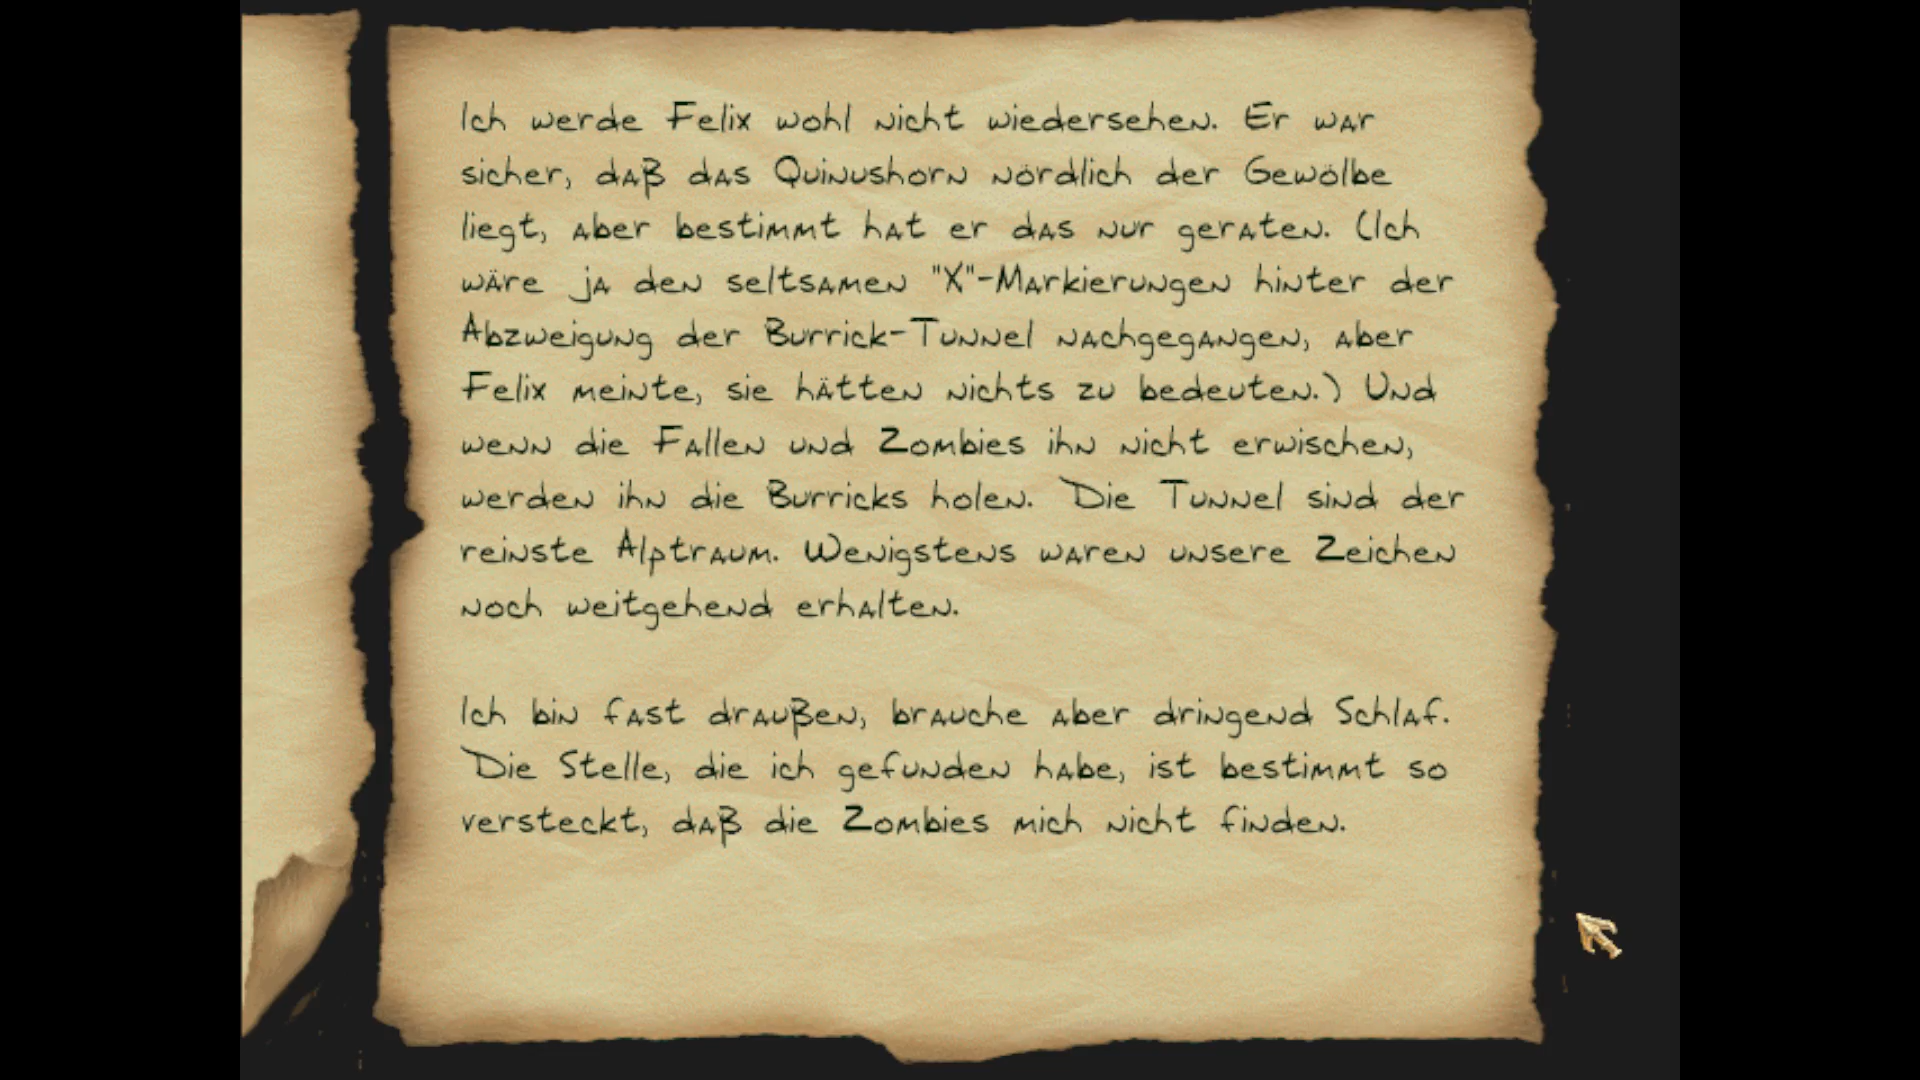 Ich werde Felix wohl nicht wiedersehen. Er war
sicher, daß das Quinushorn nördlich der Gewölbe
liegt, aber bestimmt hat er das nur geraten. (Ich
wäre ja den seltsamen "X"-Markierungen hinter der
Abzweigung der Burrick-Tunnel nachgegangen, aber
Felix meinte, sie hätten nichts zu bedeuten.) Und
wenn die Fallen und Zombies ihn nicht erwischen,
werden ihn die Burricks holen. Die Tunnel sind der
reinste Alptraum. Wenigstens waren unsere Zeichen
noch weitgehend erhalten.
Ich bin fast draußen, brauche aber dringend Schlaf.
Die Stelle, die ich gefunden habe, ist bestimmt so
versteckt, daß die Zombies mich nicht finden.